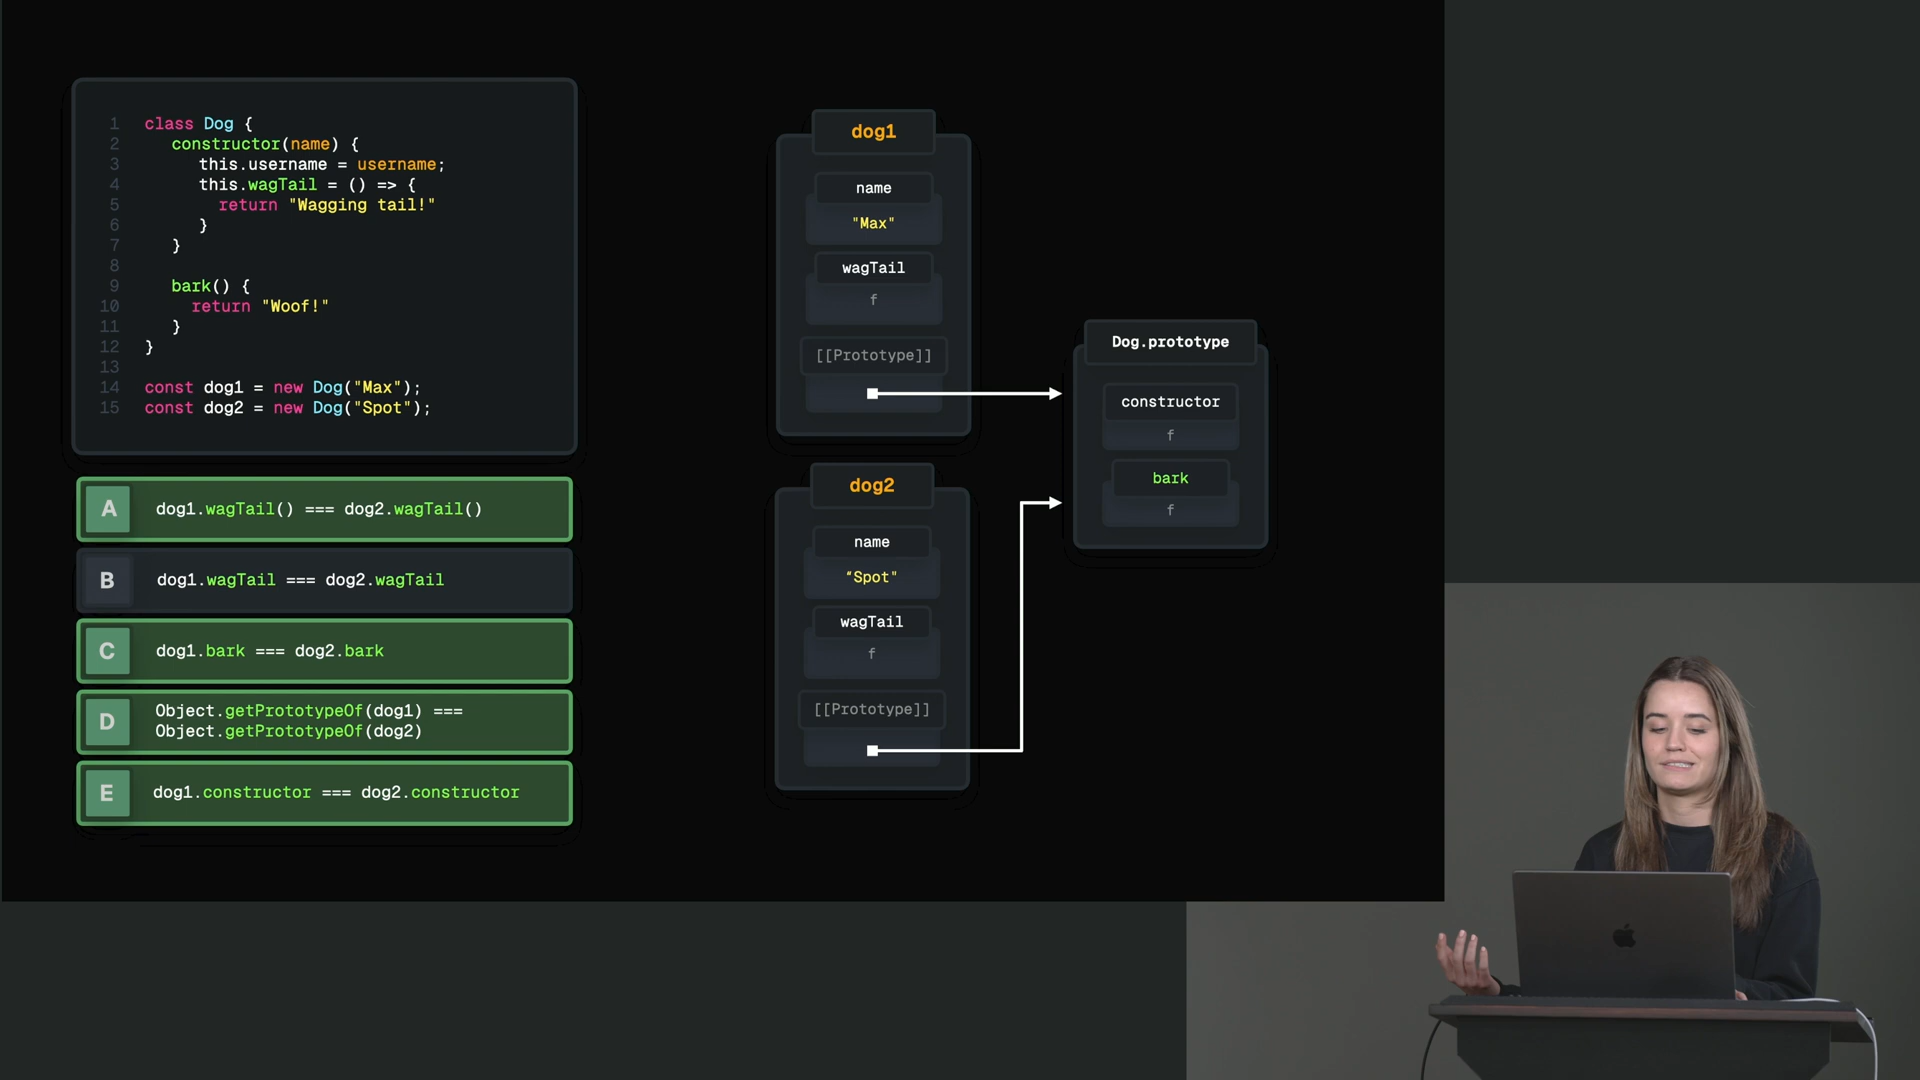 1 class Dog {
2 constructor(name) {
3 this.username = username;
4 this.wagTail = () => {
5 return "Wagging tail!"
6 }
7 }
8
9 bark() {
10 return "Woof!"
11 }
12 }
13
14 const dog1 = new Dog("Max");
15 const dog2 = new Dog("Spot");
A dog1.wagTail() === dog2.wagTail()
B dog1.wagTail === dog2.wagTail
C dog1.bark === dog2.bark
D Object.getPrototypeOf(dog1) ===
Object.getPrototypeOf(dog2)
E dog1.constructor === dog2.constructor
dog1
name
"Max"
wagTail
f
[[Prototype]]
dog2
name
“Spot"
wagTail
f
[[Prototype]]
Dog.prototype
constructor
f
bark
f